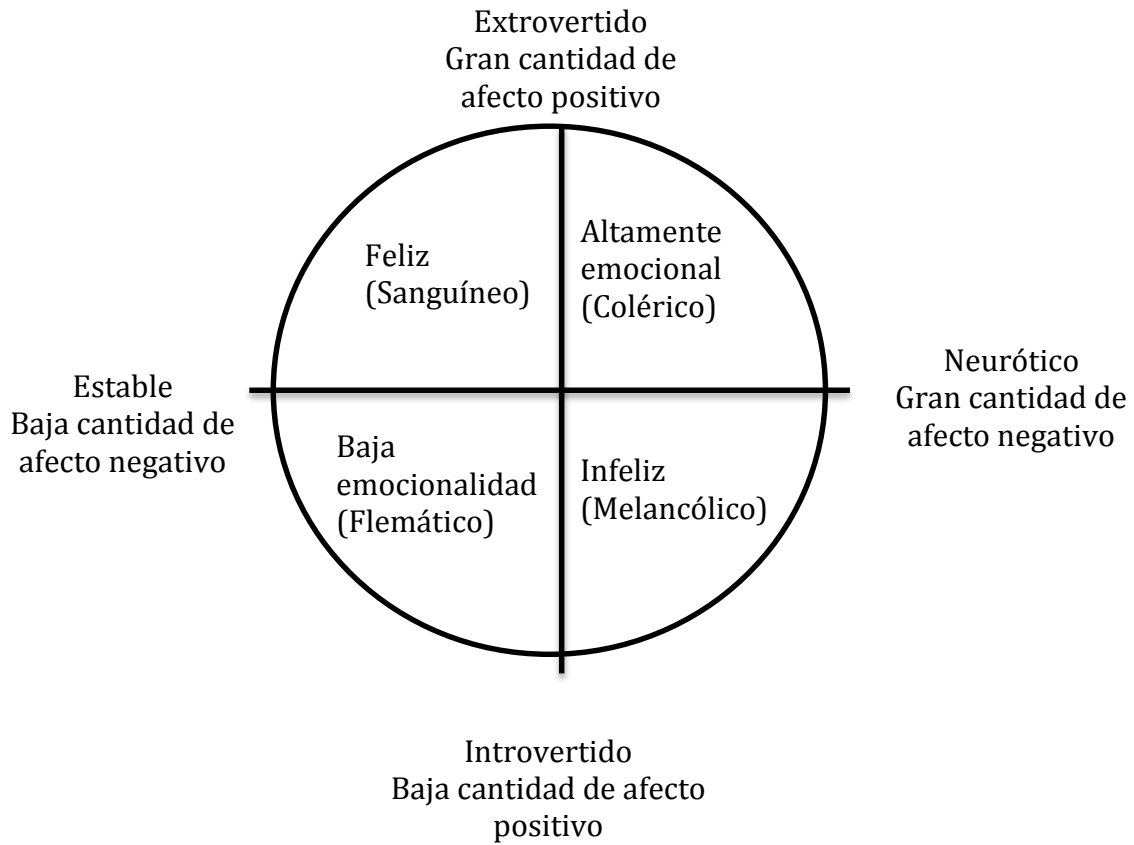 Extrovertido
Gran cantidad de
afecto positivo
Feliz
(Sanguíneo)
Altamente
emocional
(Colérico)
Estable
Baja cantidad de
afecto negativo
Neurótico
Gran cantidad de
afecto negativo
Baja
emocionalidad
(Flemático)
Infeliz
(Melancólico)
Introvertido
Baja cantidad de afecto
positivo